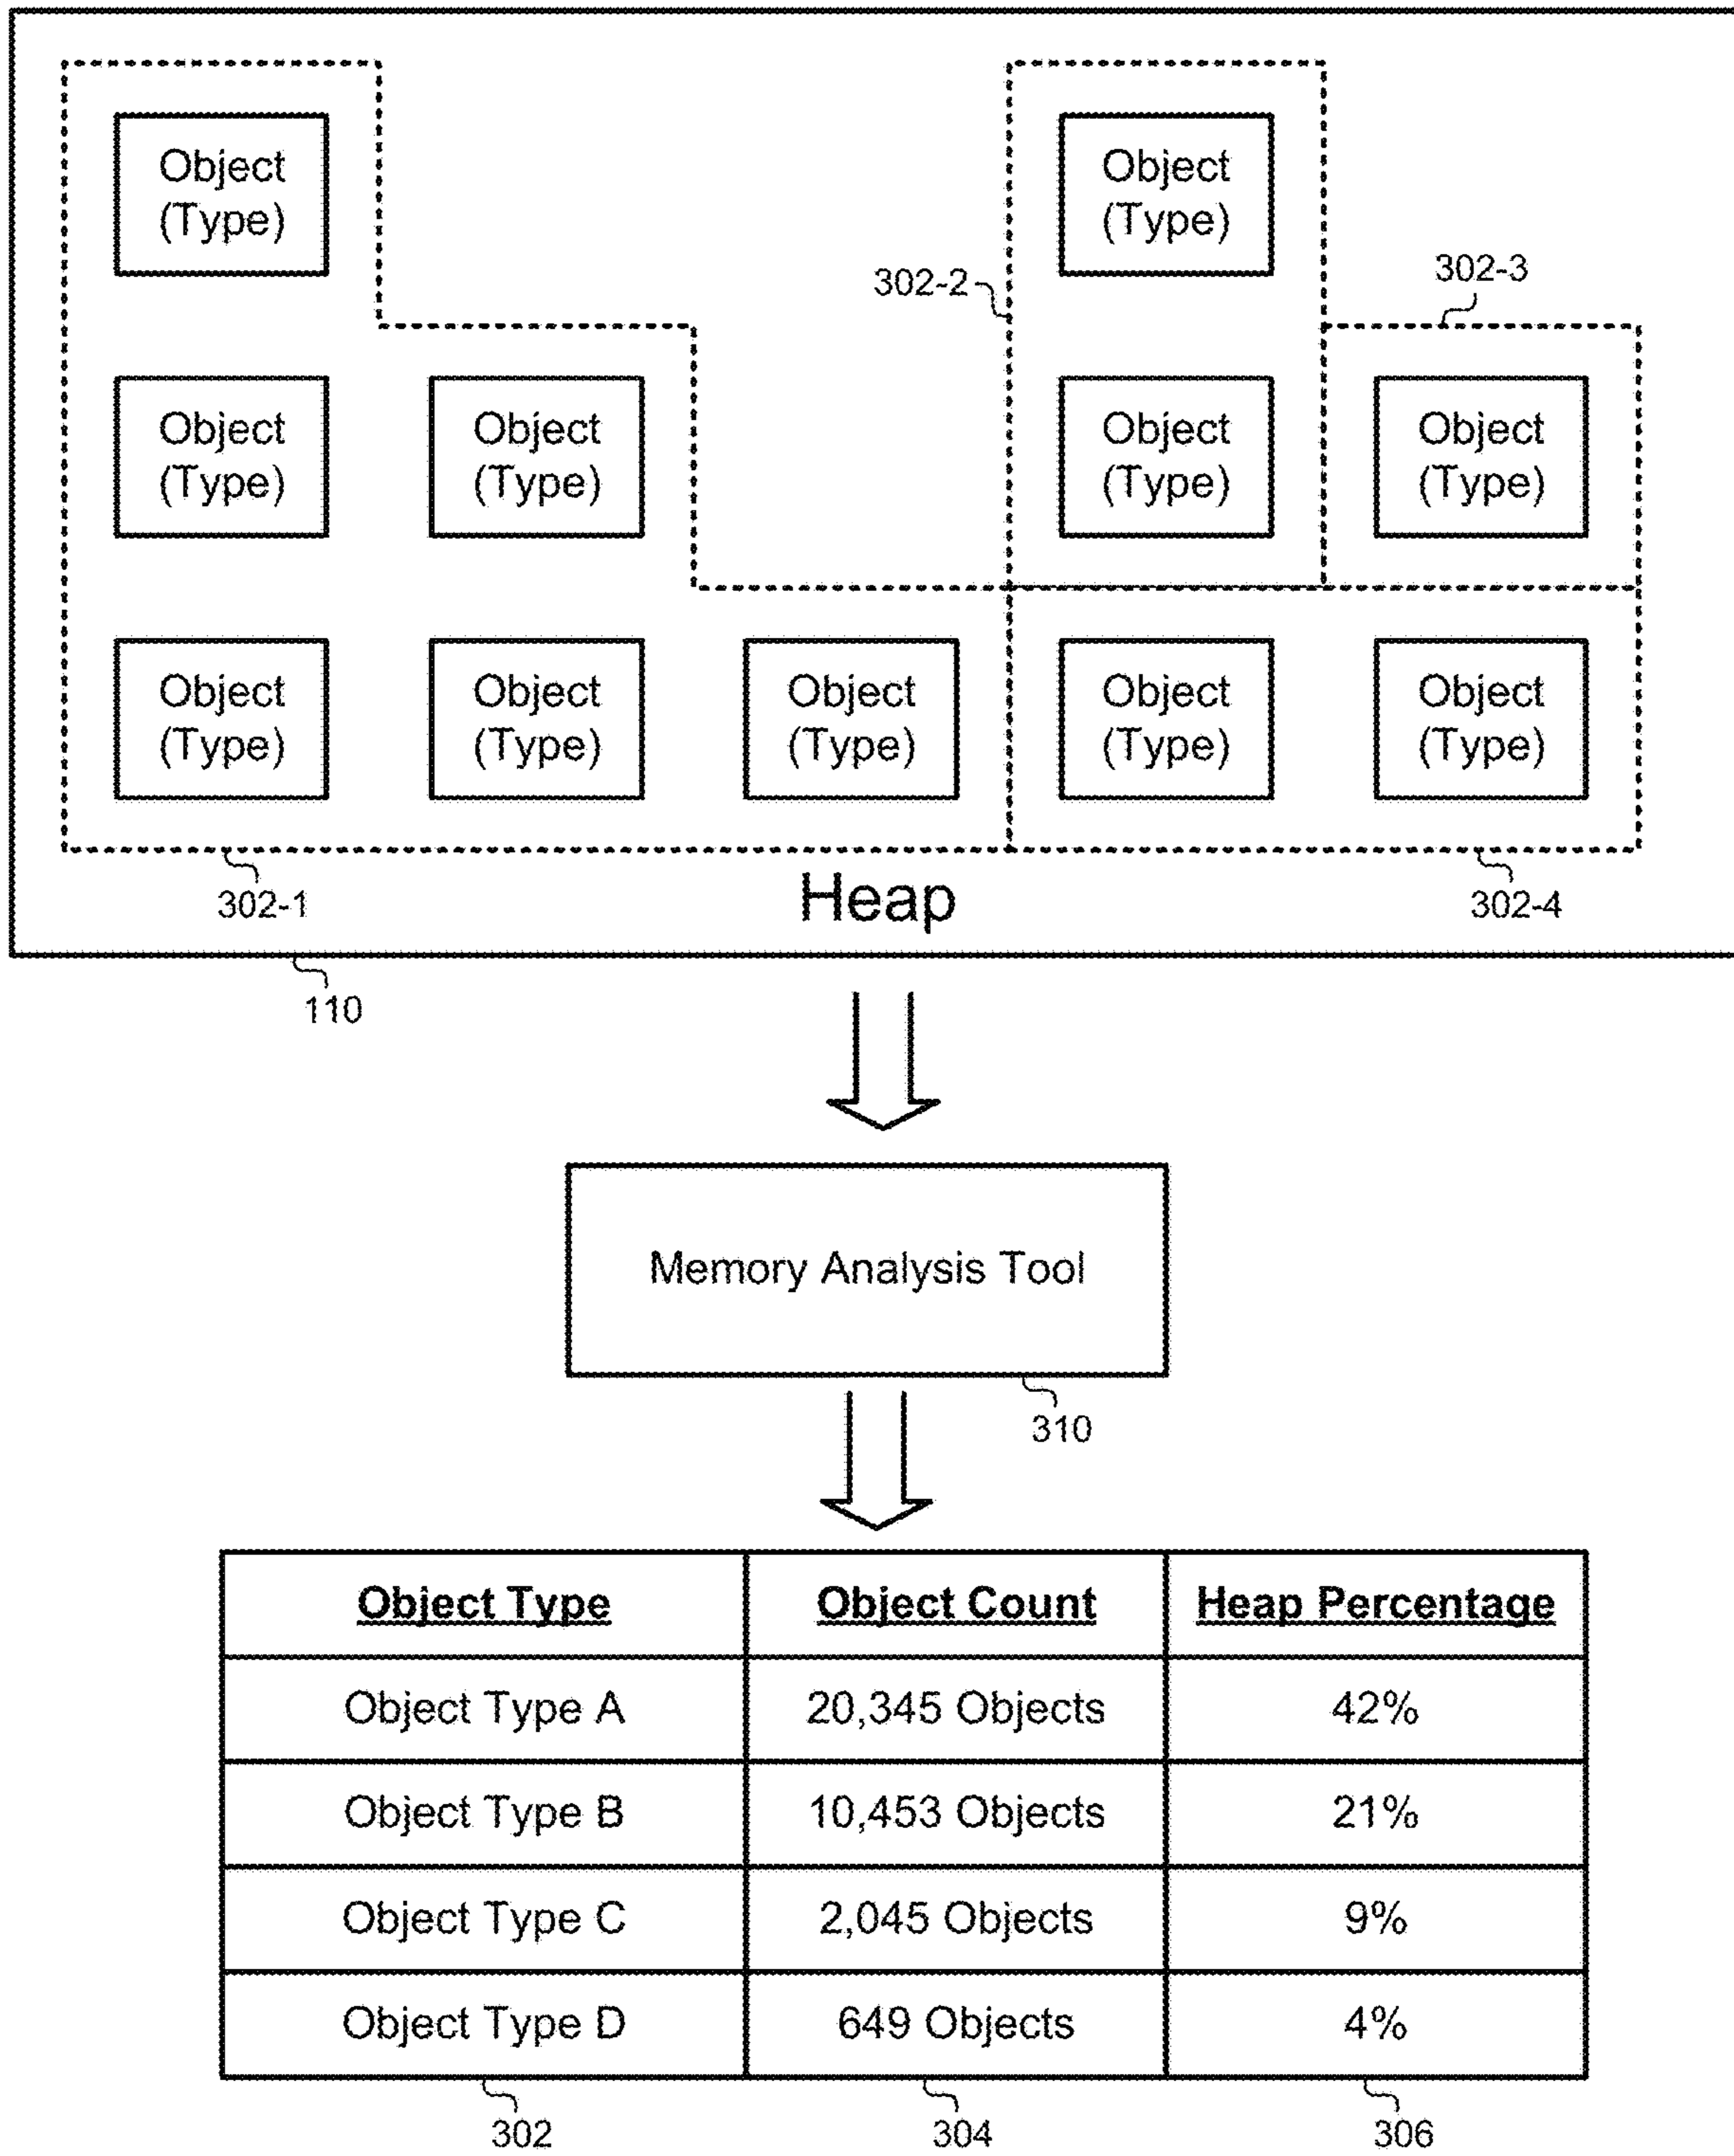 Object
(Type)
Object
(Type)
302-2
302-3
Object
(Type)
Object
(Type)
Object
(Type)
Object
(Type)
Object
(Type)
Object
(Type)
Object
(Type)
Object
(Type)
Object
(Type)
302-1
Heap
302-4
110
Memory Analysis Tool
310
Object Type Object Count Heap Percentage
Object Type A 20,345 Objects 42%
Object Type B 10,453 Objects 21%
Object Type C 2,045 Objects 9%
Object Type D 649 Objects 4%
302 304 306